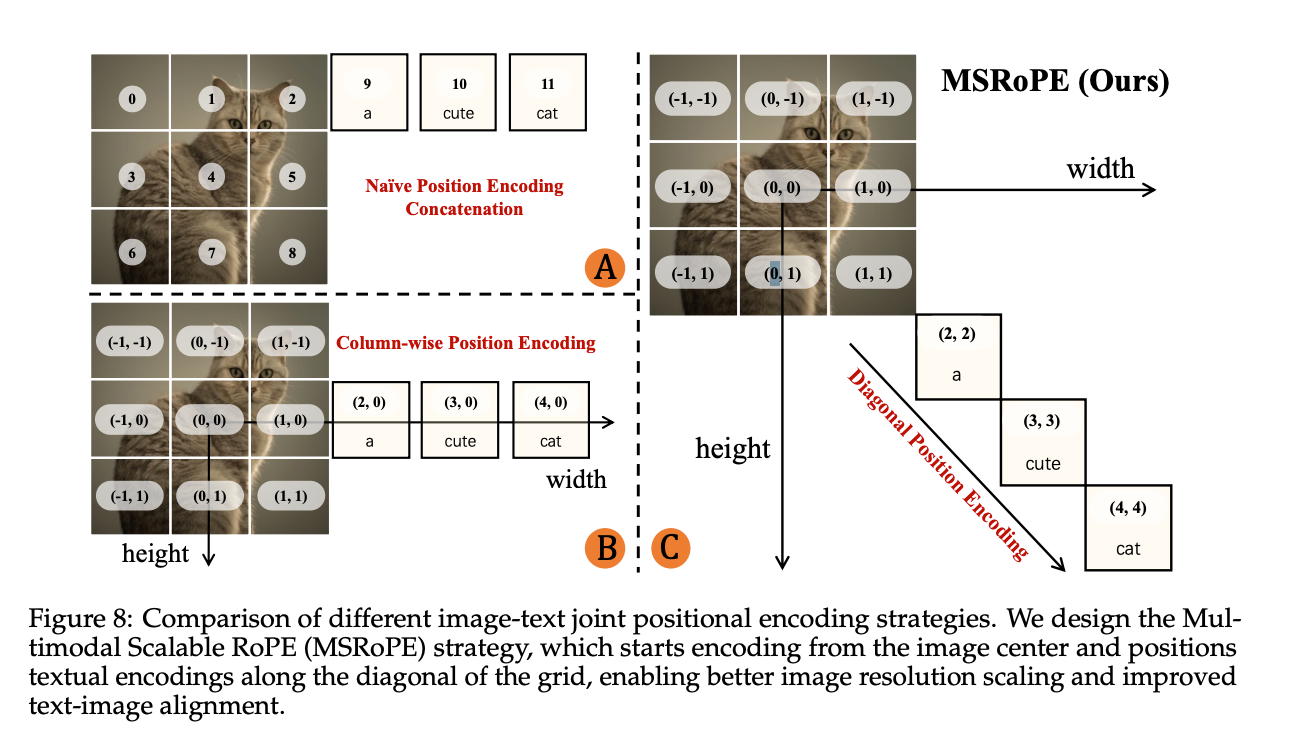 0 1 2
9 10 11
a cute cat
3 4 5
Naïve Position Encoding
Concatenation
6 7 8
A
(-1, -1) (0, -1) (1, -1)
Column-wise Position Encoding
(-1, 0) (0, 0) (1, 0)
(2, 0) (3, 0) (4, 0)
a cute cat
width
(-1, 1) (0, 1) (1, 1)
height
B
MSRoPE (Ours)
(-1, -1) (0, -1) (1, -1)
width
(-1, 0) (0, 0) (1, 0)
(-1, 1) (0, 1) (1, 1)
(2, 2)
a
(3, 3)
cute
(4, 4)
cat
Diagonal Position Encoding
height
C
Figure 8: Comparison of different image-text joint positional encoding strategies. We design the Mul-
timodal Scalable RoPE (MSRoPE) strategy, which starts encoding from the image center and positions
textual encodings along the diagonal of the grid, enabling better image resolution scaling and improved
text-image alignment.